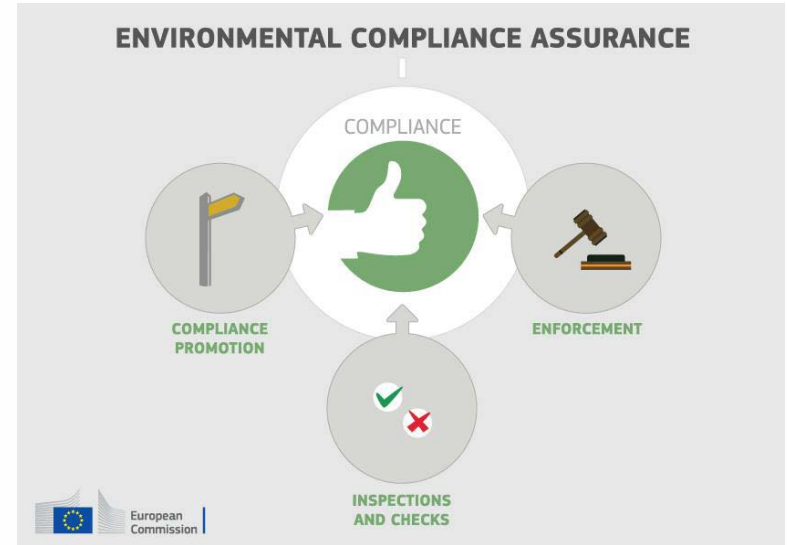 ENVIRONMENTAL COMPLIANCE ASSURANCE
COMPLIANCE
COMPLIANCE
PROMOTION
ENFORCEMENT
INSPECTIONS
AND CHECKS
European
Commission